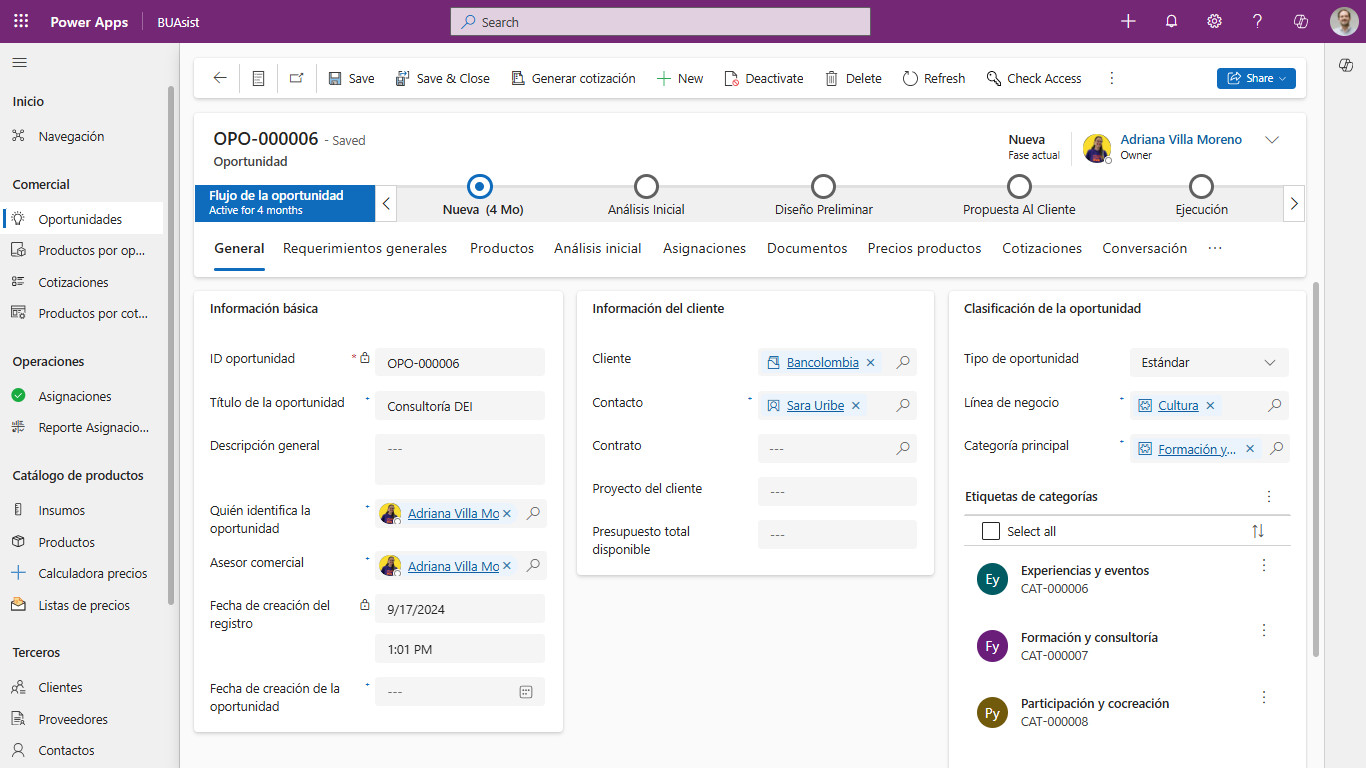 Power Apps
BUAsist
Search
Inicio
Navegación
Comercial
Oportunidades
Productos por op...
Cotizaciones
Productos por cot...
Operaciones
Asignaciones
Reporte Asignacio...
Catálogo de productos
Insumos
Productos
Calculadora precios
Listas de precios
Terceros
Clientes
Proveedores
Contactos
Save
Save & Close
Generar cotización
New
Deactivate
Delete
Refresh
Check Access
Share
OPO-000006 - Saved
Oportunidad
Nueva
Fase actual
Adriana Villa Moreno
Owner
Flujo de la oportunidad
Active for 4 months
Nueva (4 Mo)
Análisis Inicial
Diseño Preliminar
Propuesta Al Cliente
Ejecución
General
Requerimientos generales
Productos
Análisis inicial
Asignaciones
Documentos
Precios productos
Cotizaciones
Conversación
Información básica
ID oportunidad
*
OPO-000006
Título de la oportunidad
Consultoría DEI
Descripción general
---
Quién identifica la
oportunidad
Adriana Villa Mo
Asesor comercial
Adriana Villa Mo
Fecha de creación del
registro
9/17/2024
1:01 PM
Fecha de creación de la
oportunidad
---
Información del cliente
Cliente
Bancolombia
Contacto
Sara Uribe
Contrato
---
Proyecto del cliente
---
Presupuesto total
disponible
---
Clasificación de la oportunidad
Tipo de oportunidad
Estándar
Línea de negocio
Cultura
Categoría principal
Formación y...
Etiquetas de categorías
Select all
Ey
Experiencias y eventos
CAT-000006
Fy
Formación y consultoría
CAT-000007
Py
Participación y cocreación
CAT-000008